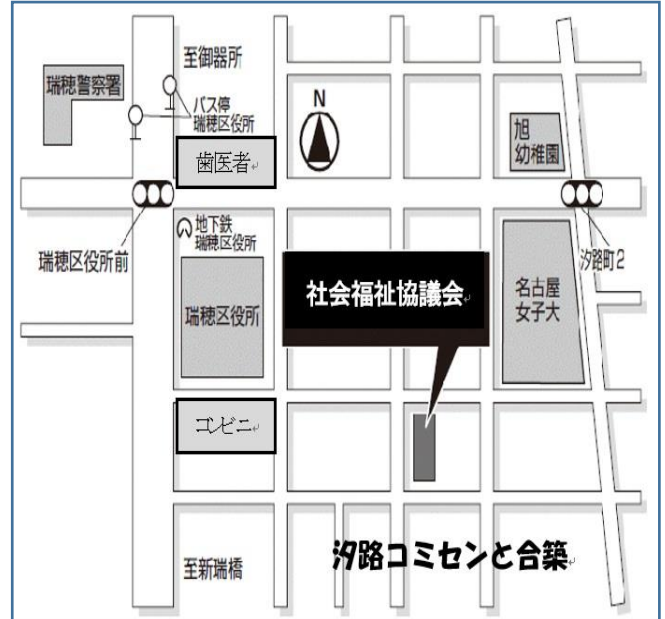 至御器所
瑞穂警察署
バス停
瑞穂区役所
N
旭
幼稚園
歯医者
地下鉄
瑞穂区役所
瑞穂区役所前
汐路町2
社会福祉協議会
名古屋
女子大
瑞穂区役所
コンビニ
汐路コミセンと合築
至新瑞橋